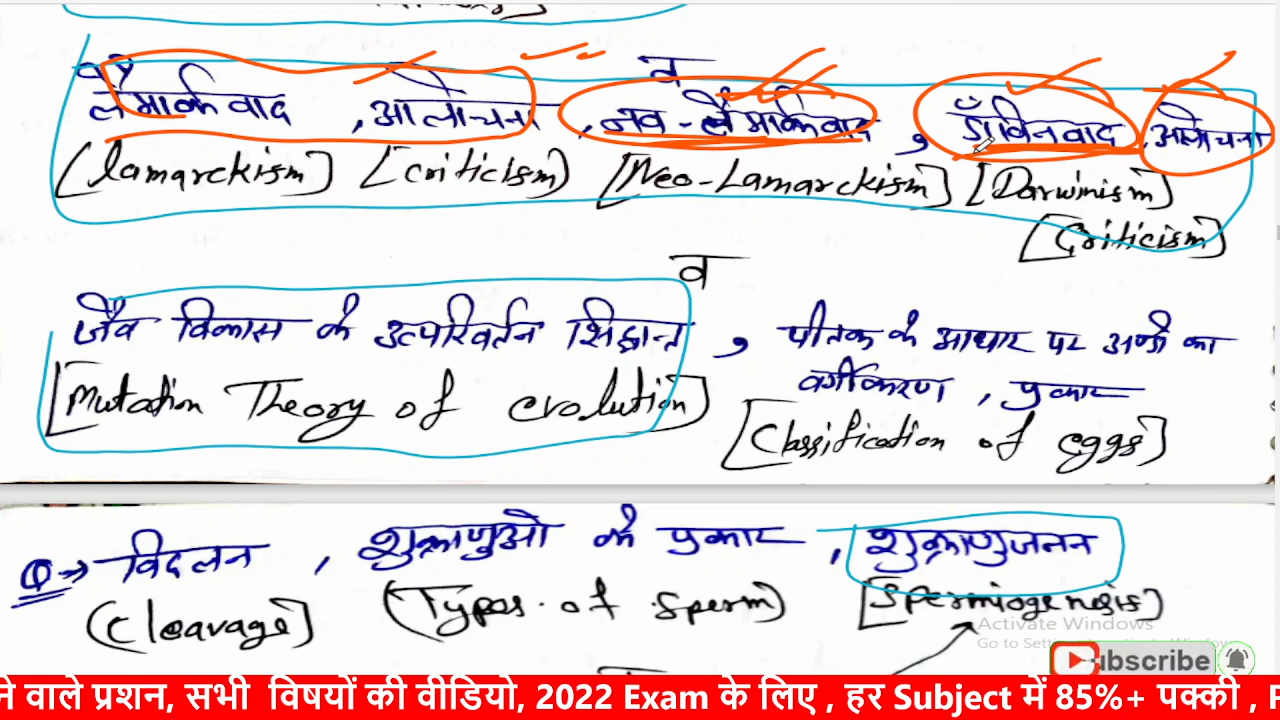 व
लैमार्कवाद , आलोचना , नव-लैमार्कवाद , डार्विनवाद , आलोचना
[Lamarckism] [Criticism) [Neo-Lamarckism] [Darwinism]
[Criticism]
व
जैव विकास के उत्परिवर्तन सिद्धान्त , पीतक के आधार पर अण्डों का
वर्गीकरण , प्रकार
[Mutation Theory of evolution] [Classification of eggs]
Q → विदलन , शुक्राणुओं के प्रकार , शुक्राणुजनन
(Cleavage] (Types of sperm) [Spermiogenesis]
Activate Windows
Go to Settings to activate Windows.
Subscribe
ने वाले प्रशन, सभी विषयों की वीडियो, 2022 Exam के लिए , हर Subject में 85%+ पक्की ,